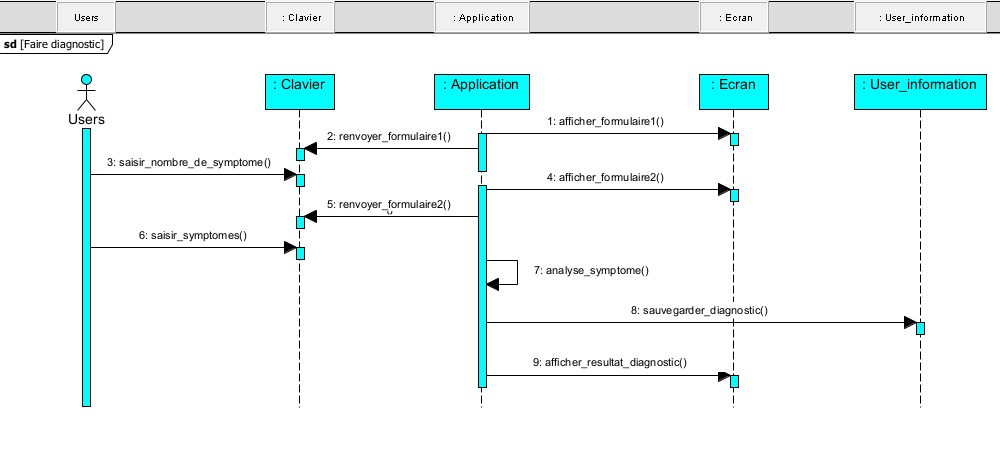 Users : Clavier : Application : Ecran : User_information
sd [Faire diagnostic]
: Clavier : Application : Ecran : User_information
Users
1: afficher_formulaire1()
2: renvoyer_formulaire1()
3: saisir_nombre_de_symptome()
4: afficher_formulaire2()
5: renvoyer_formulaire2()
6: saisir_symptomes()
7: analyse_symptome()
8: sauvegarder_diagnostic()
9: afficher_resultat_diagnostic()